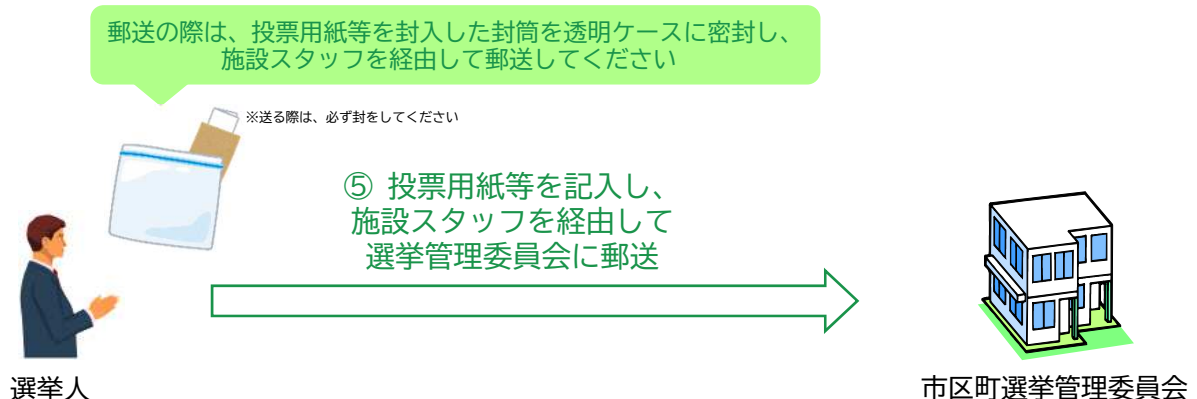 郵送の際は、投票用紙等を封入した封筒を透明ケースに密封し、
施設スタッフを経由して郵送してください
※送る際は、必ず封をしてください
⑤ 投票用紙等を記入し、
施設スタッフを経由して
選挙管理委員会に郵送
選挙人
市区町選挙管理委員会